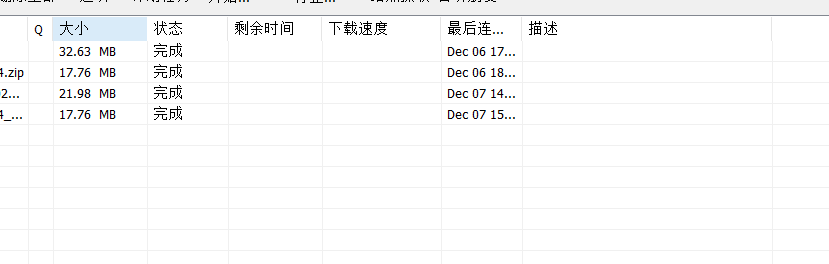 Q 大小 状态 剩余时间 下载速度 最后连... 描述
32.63 MB 完成 Dec 06 17...
4.zip 17.76 MB 完成 Dec 06 18...
02... 21.98 MB 完成 Dec 07 14...
4_... 17.76 MB 完成 Dec 07 15...